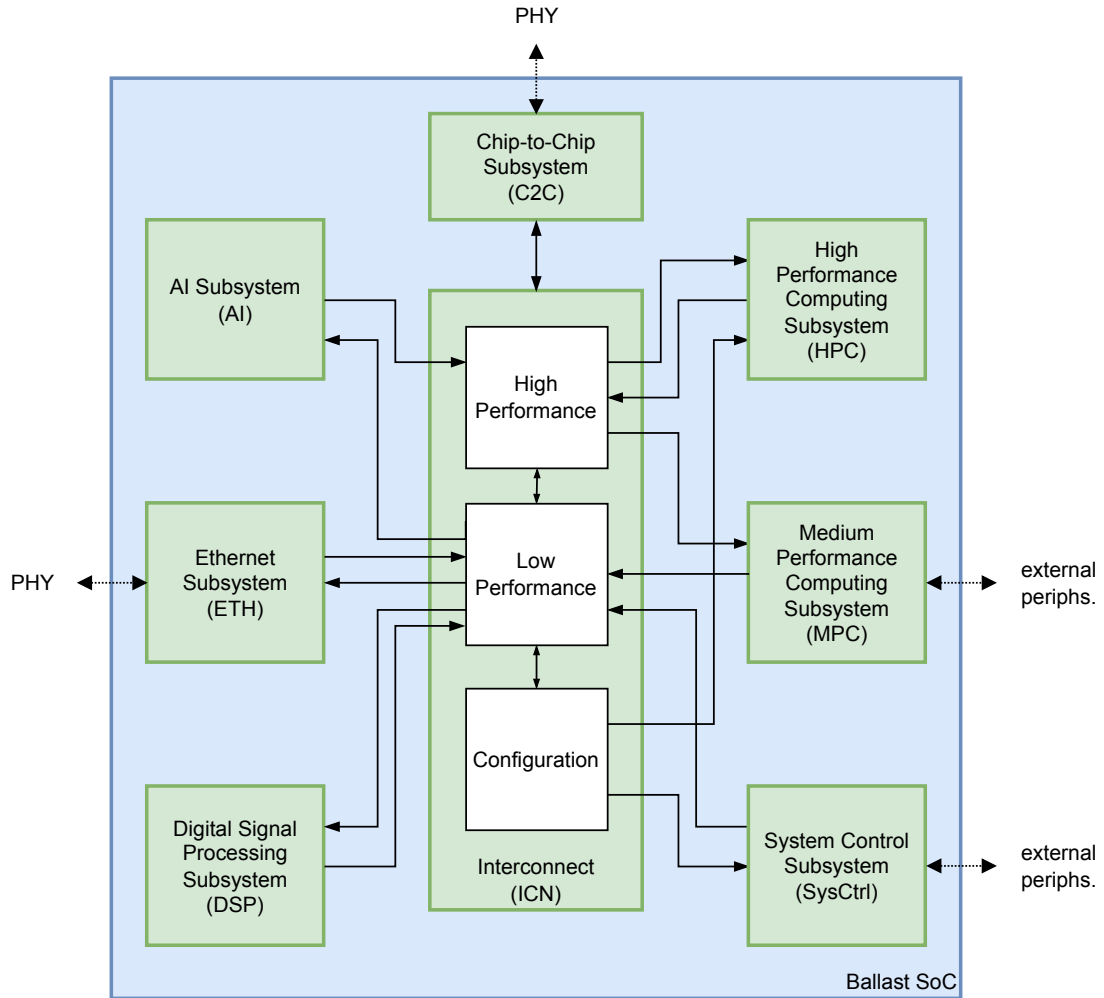 PHY
Chip-to-Chip
Subsystem
(C2C)
AI Subsystem
(AI)
High
Performance
Computing
Subsystem
(HPC)
High
Performance
Ethernet
Subsystem
(ETH)
Low
Performance
Medium
Performance
Computing
Subsystem
(MPC)
PHY
external
periphs.
Configuration
Digital Signal
Processing
Subsystem
(DSP)
Interconnect
(ICN)
System Control
Subsystem
(SysCtrl)
external
periphs.
Ballast SoC